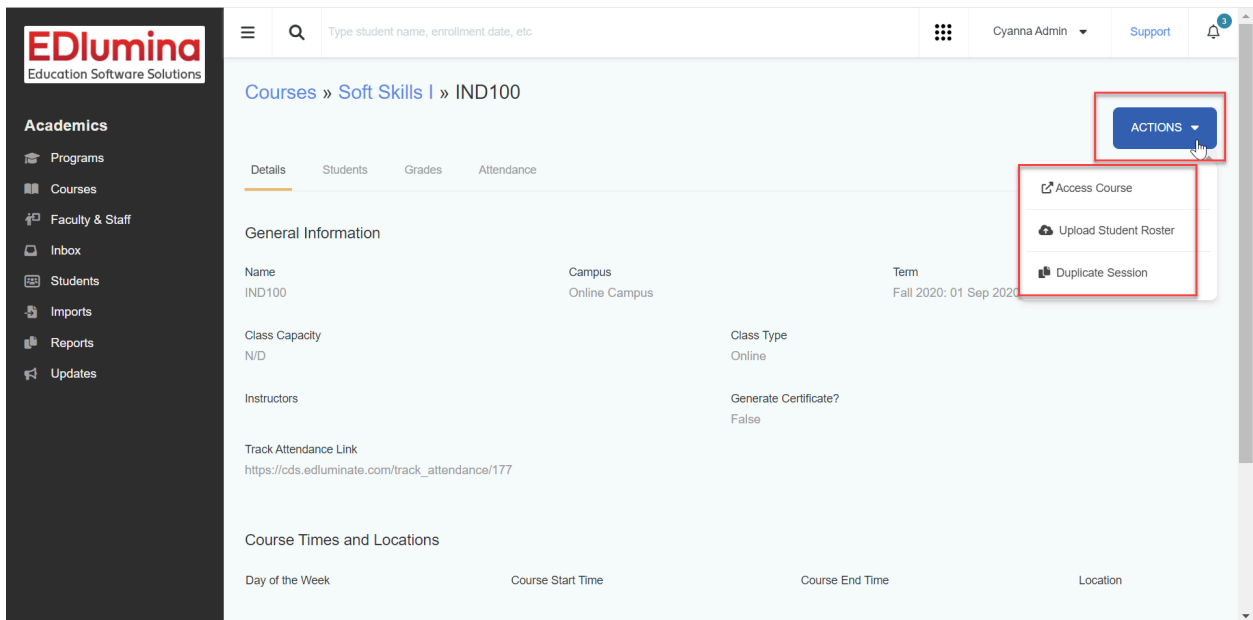 EDlumina
Education Software Solutions
Type student name, enrollment date, etc
Cyanna Admin
Support
3
Courses » Soft Skills I » IND100
ACTIONS
Academics
Programs
Courses
Faculty & Staff
Inbox
Students
Imports
Reports
Updates
Details Students Grades Attendance
Access Course
Upload Student Roster
Duplicate Session
General Information
Name Campus Term
IND100 Online Campus Fall 2020: 01 Sep 2020
Class Capacity Class Type
N/D Online
Instructors Generate Certificate?
False
Track Attendance Link
https://cds.edluminate.com/track_attendance/177
Course Times and Locations
Day of the Week Course Start Time Course End Time Location